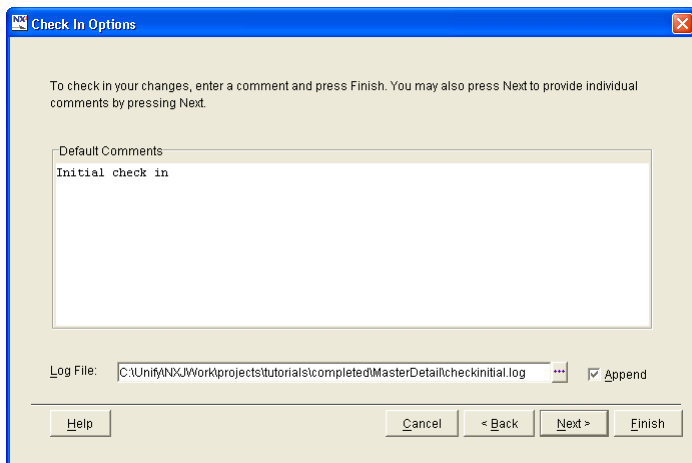 NXJ Check In Options
To check in your changes, enter a comment and press Finish. You may also press Next to provide individual
comments by pressing Next.
Default Comments
Initial check in
Log File: C:\Unify\NXJWork\projects\tutorials\completed\MasterDetail\checkinitial.log ... Append
Help Cancel < Back Next > Finish